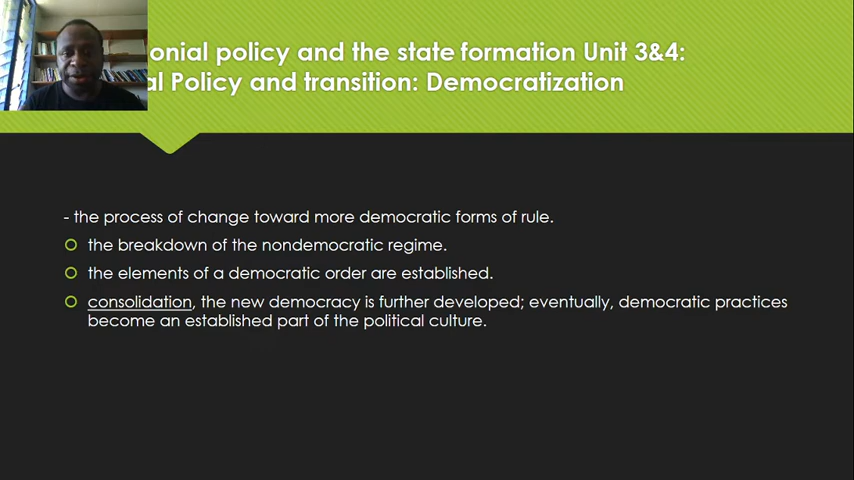 onial policy and the state formation Unit 3&4:
al Policy and transition: Democratization
- the process of change toward more democratic forms of rule.
the breakdown of the nondemocratic regime.
the elements of a democratic order are established.
consolidation, the new democracy is further developed; eventually, democratic practices
become an established part of the political culture.